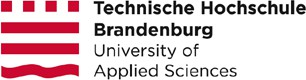 Technische Hochschule
Brandenburg
University of
Applied Sciences